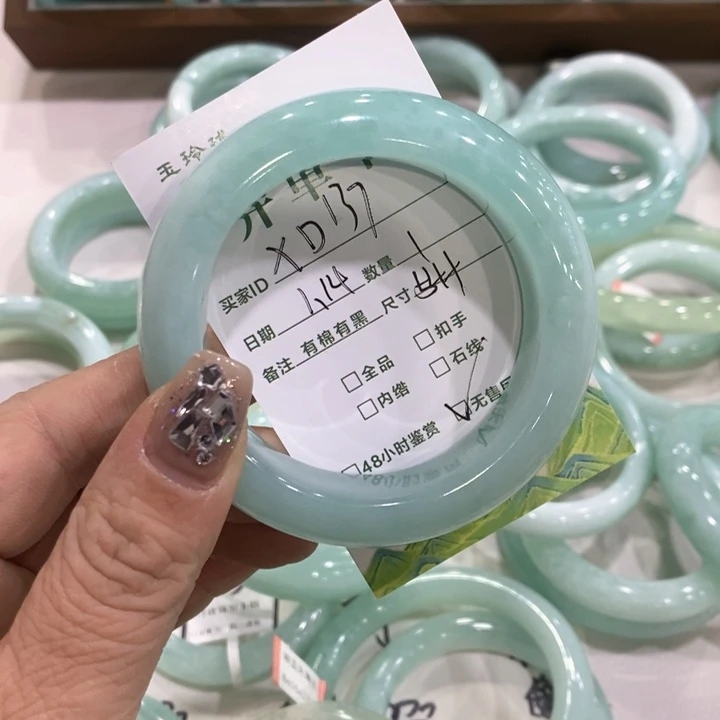 玉玲珑
开单卡
买家ID XD137
日期 1.14 数量 1
备注 有棉有黑 尺寸
全品 扣手
内绺 石纹
48小时鉴赏 无售后